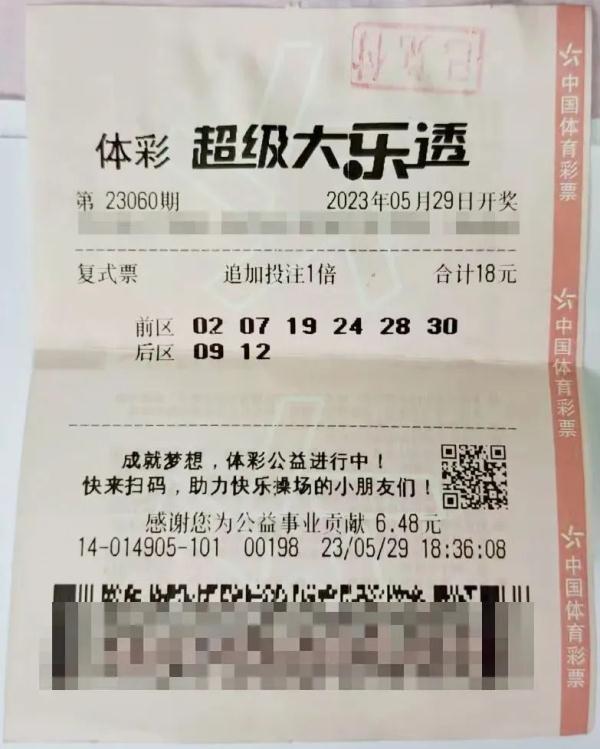 已兑付
体彩 超级大乐透
第 23060期 2023年05月29日开奖
复式票 追加投注1倍 合计18元
前区 02 07 19 24 28 30
后区 09 12
成就梦想，体彩公益进行中！
快来扫码，助力快乐操场的小朋友们！
感谢您为公益事业贡献 6.48元
14-014905-101 00198 23/05/29 18:36:08
中国体育彩票
中国体育彩票
中国体育彩票